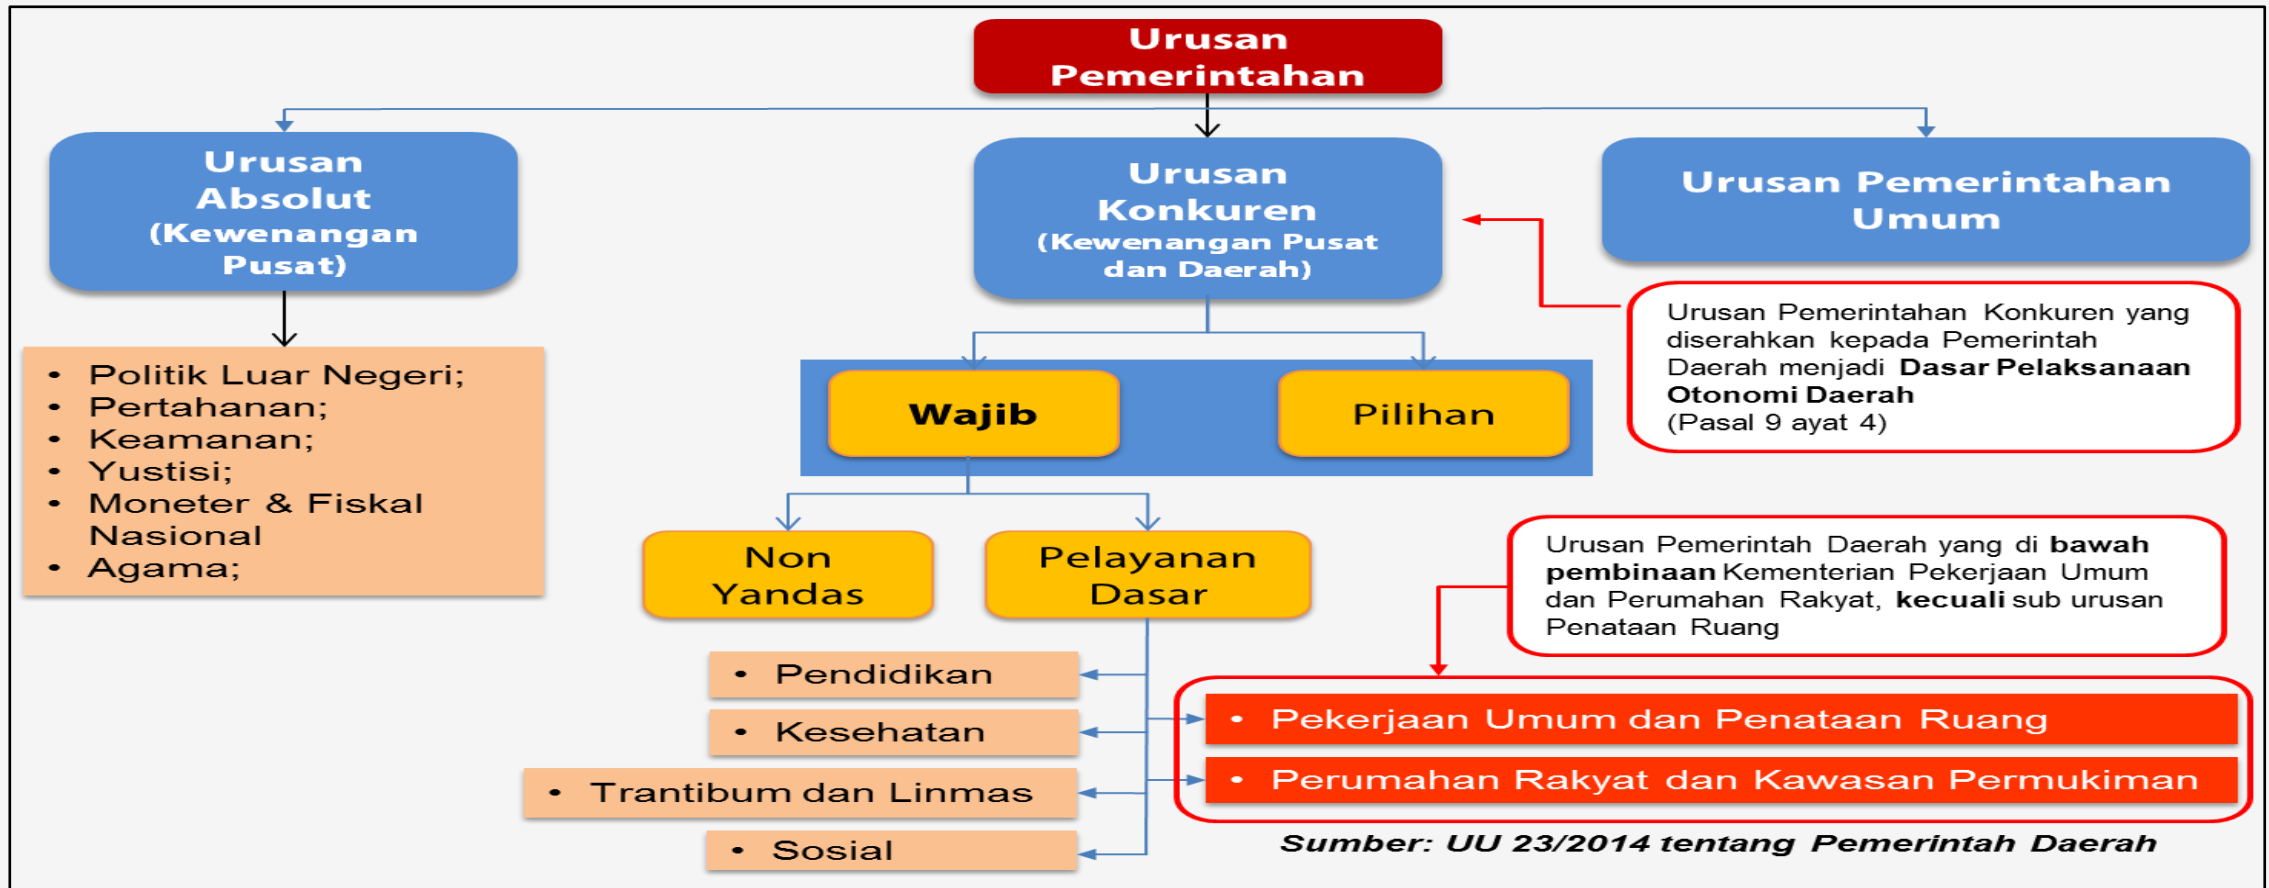 Urusan
Pemerintahan
Urusan
Absolut
(Kewenangan
Pusat)
Urusan
Konkuren
(Kewenangan Pusat
dan Daerah)
Urusan Pemerintahan
Umum
• Politik Luar Negeri;
• Pertahanan;
• Keamanan;
• Yustisi;
• Moneter & Fiskal
Nasional
• Agama;
Urusan Pemerintahan Konkuren yang
diserahkan kepada Pemerintah
Daerah menjadi Dasar Pelaksanaan
Otonomi Daerah
(Pasal 9 ayat 4)
Wajib
Pilihan
Non
Yandas
Pelayanan
Dasar
Urusan Pemerintah Daerah yang di bawah
pembinaan Kementerian Pekerjaan Umum
dan Perumahan Rakyat, kecuali sub urusan
Penataan Ruang
• Pendidikan
• Kesehatan
• Trantibum dan Linmas
• Sosial
• Pekerjaan Umum dan Penataan Ruang
• Perumahan Rakyat dan Kawasan Permukiman
Sumber: UU 23/2014 tentang Pemerintah Daerah